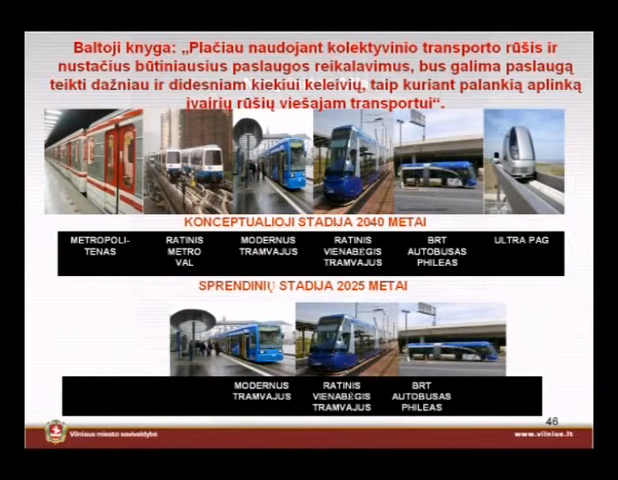 Baltoji knyga: „Plačiau naudojant kolektyvinio transporto rūšis ir
nustačius būtiniausius paslaugos reikalavimus, bus galima paslaugą
teikti dažniau ir didesniam kiekiui keleivių, taip kuriant palankią aplinką
įvairių rūšių viešajam transportui“.
KONCEPTUALIOJI STADIJA 2040 METAI
METROPOLI-
TENAS
RATINIS
METRO
VAL
MODERNUS
TRAMVAJUS
RATINIS
VIENABĖGIS
TRAMVAJUS
BRT
AUTOBUSAS
PHILEAS
ULTRA PAG
SPRENDINIŲ STADIJA 2025 METAI
MODERNUS
TRAMVAJUS
RATINIS
VIENABĖGIS
TRAMVAJUS
BRT
AUTOBUSAS
PHILEAS
46
Vilniaus miesto savivaldybė
www.vilnius.lt